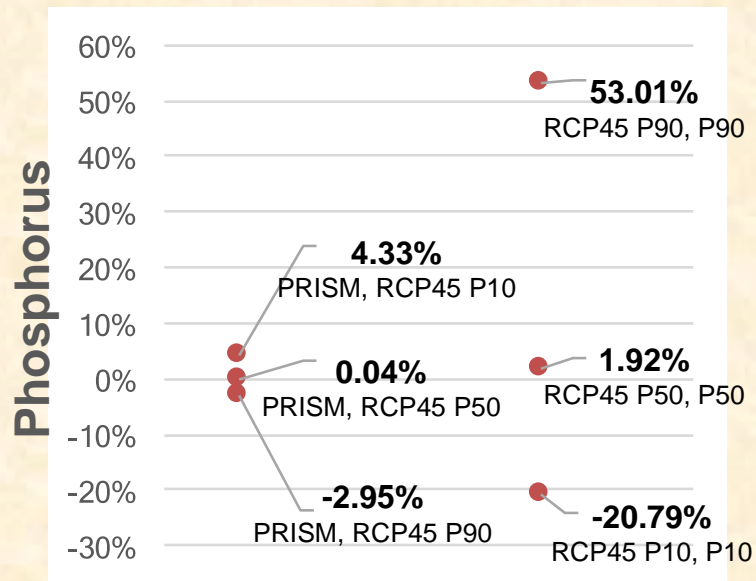 Phosphorus
60%
50%
40%
30%
20%
10%
0%
-10%
-20%
-30%
53.01%
RCP45 P90, P90
4.33%
PRISM, RCP45 P10
0.04%
PRISM, RCP45 P50
1.92%
RCP45 P50, P50
-2.95%
PRISM, RCP45 P90
-20.79%
RCP45 P10, P10